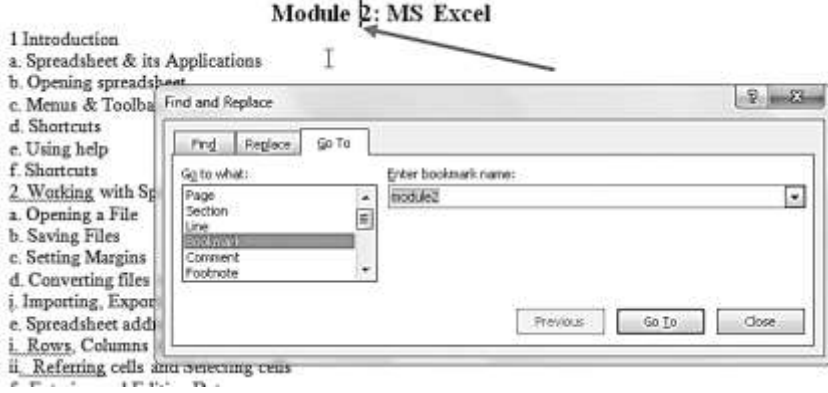 Module 2: MS Excel
1 Introduction
a. Spreadsheet & its Applications
b. Opening spreadsheet
c. Menus & Toolba
d. Shortcuts
e. Using help
f. Shortcuts
2 Working with Sp
a. Opening a File
b. Saving Files
c. Setting Margins
d. Converting files
j. Importing, Expor
e. Spreadsheet addr
i. Rows, Columns
ii. Referring cells and Selecting cells
Find and Replace
Find Replace Go To
Go to what:
Page
Section
Line
Bookmark
Comment
Footnote
Enter bookmark name:
module2
Previous Go To Close